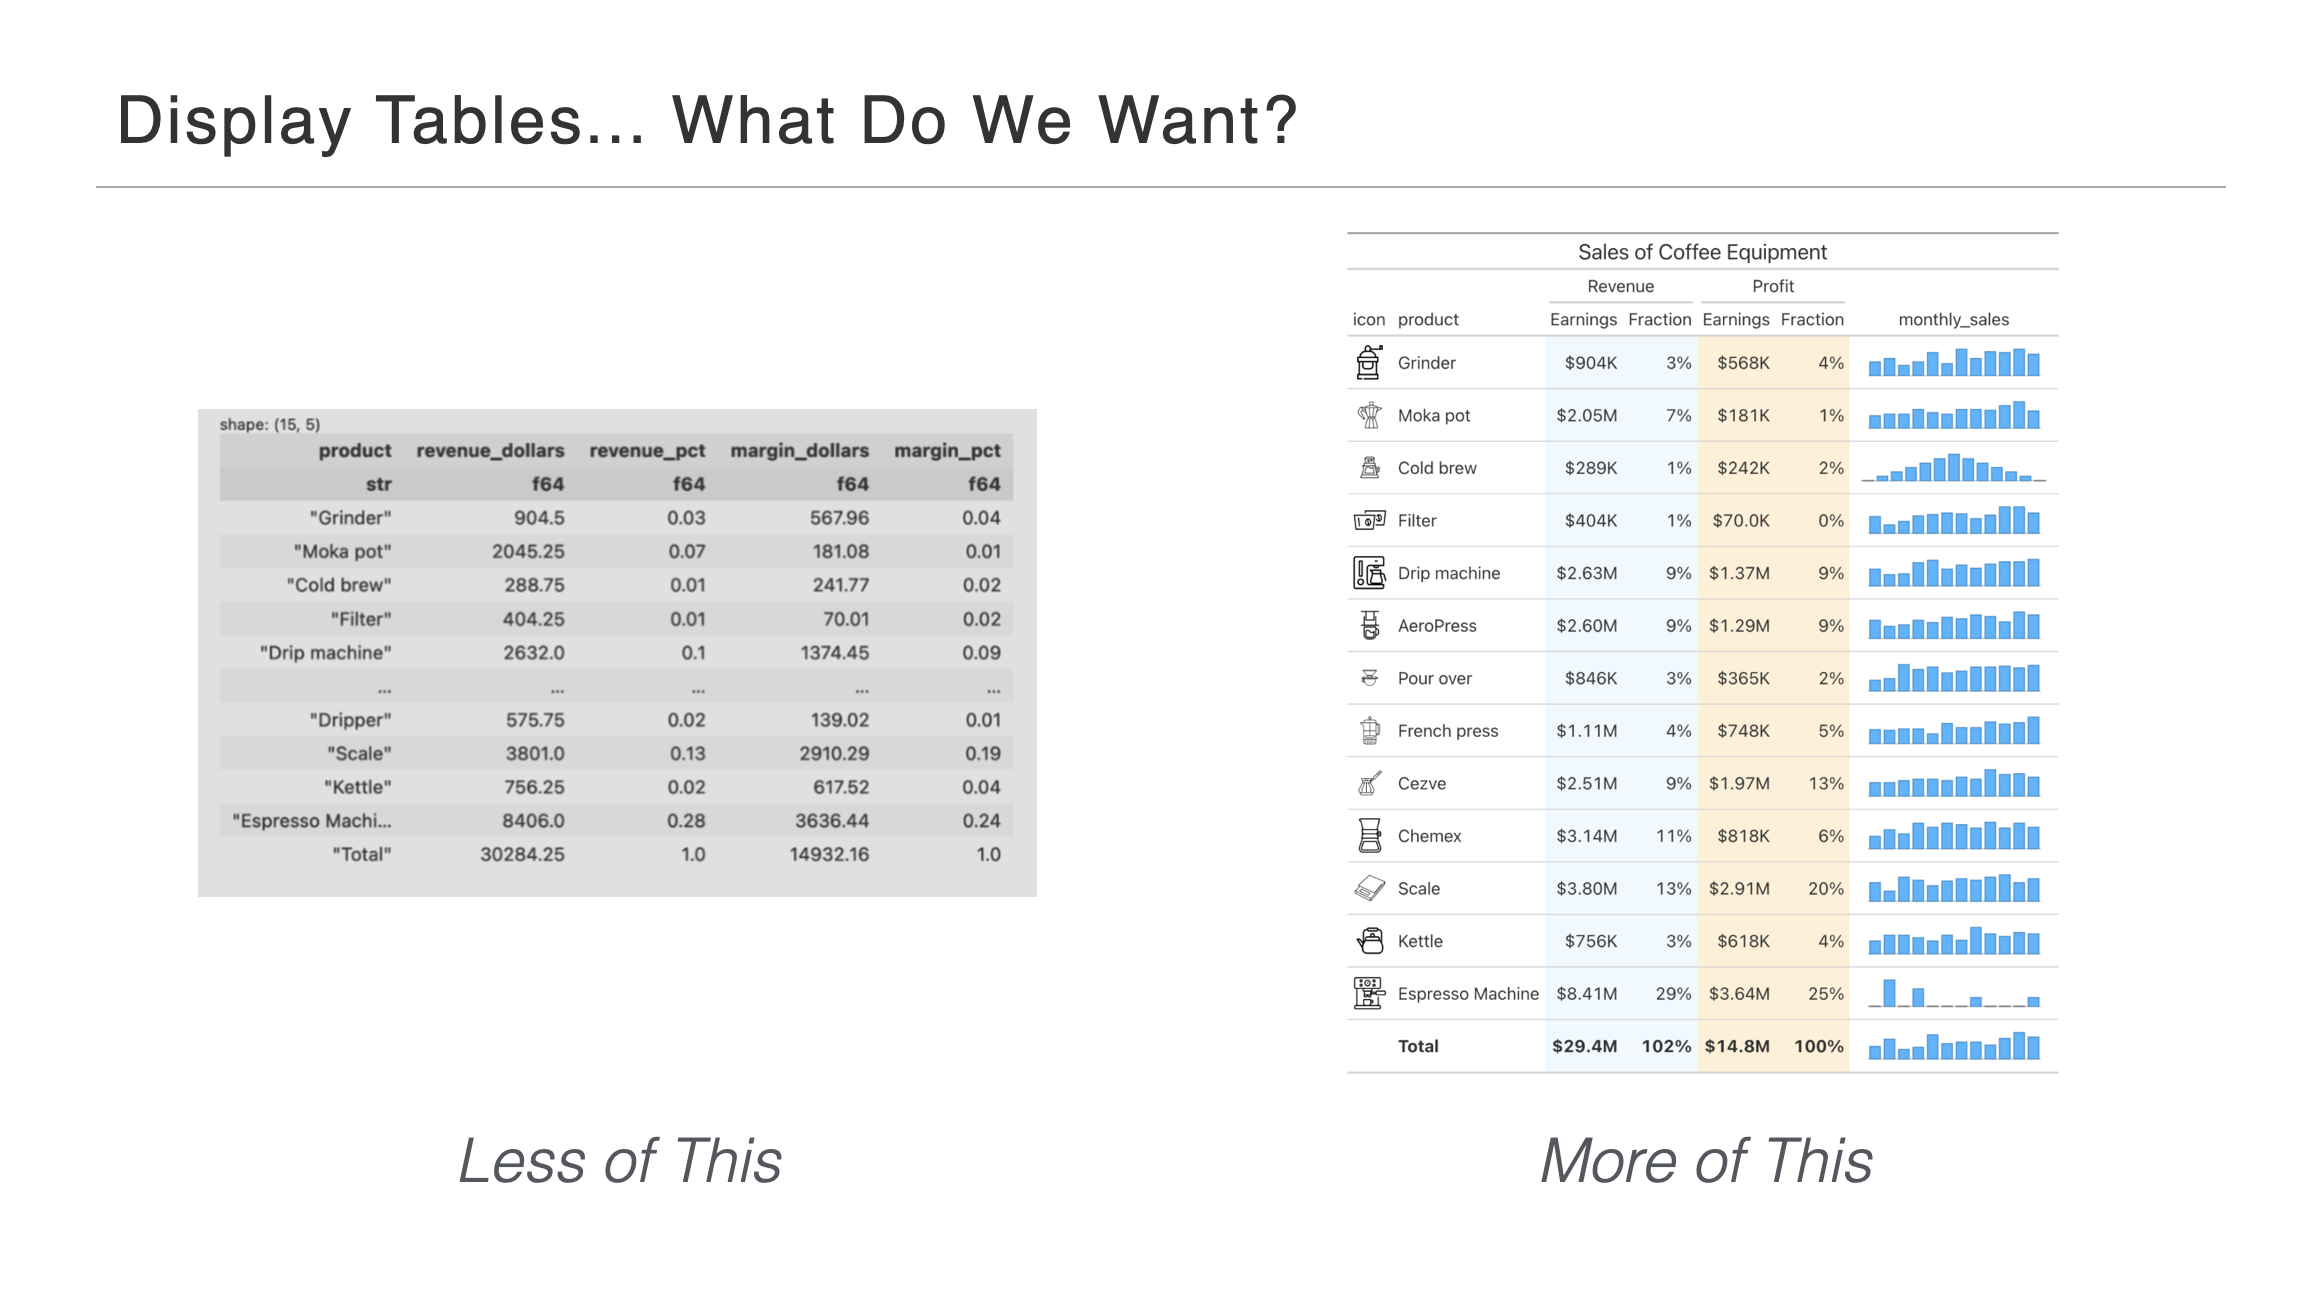 Display Tables... What Do We Want?
shape: (15, 5)
product revenue_dollars revenue_pct margin_dollars margin_pct
str f64 f64 f64 f64
"Grinder" 904.5 0.03 567.96 0.04
"Moka pot" 2045.25 0.07 181.08 0.01
"Cold brew" 288.75 0.01 241.77 0.02
"Filter" 404.25 0.01 70.01 0.02
"Drip machine" 2632.0 0.1 1374.45 0.09
... ... ... ... ...
"Dripper" 575.75 0.02 139.02 0.01
"Scale" 3801.0 0.13 2910.29 0.19
"Kettle" 756.25 0.02 617.52 0.04
"Espresso Machi... 8406.0 0.28 3636.44 0.24
"Total" 30284.25 1.0 14932.16 1.0
Less of This
Sales of Coffee Equipment
Revenue Profit
icon product Earnings Fraction Earnings Fraction monthly_sales
Grinder $904K 3% $568K 4%
Moka pot $2.05M 7% $181K 1%
Cold brew $289K 1% $242K 2%
Filter $404K 1% $70.0K 0%
Drip machine $2.63M 9% $1.37M 9%
AeroPress $2.60M 9% $1.29M 9%
Pour over $846K 3% $365K 2%
French press $1.11M 4% $748K 5%
Cezve $2.51M 9% $1.97M 13%
Chemex $3.14M 11% $818K 6%
Scale $3.80M 13% $2.91M 20%
Kettle $756K 3% $618K 4%
Espresso Machine $8.41M 29% $3.64M 25%
Total $29.4M 102% $14.8M 100%
More of This